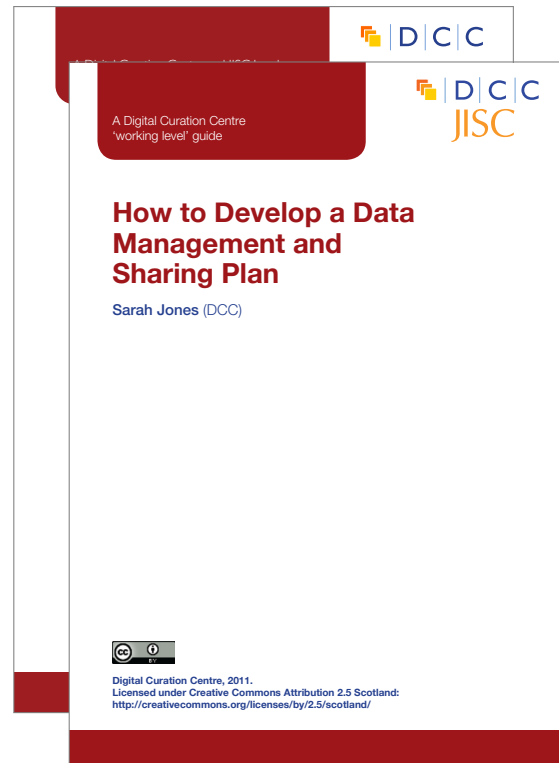 D|C|C
D|C|C
JISC
A Digital Curation Centre
‘working level’ guide
How to Develop a Data
Management and
Sharing Plan
Sarah Jones (DCC)
cc
BY
Digital Curation Centre, 2011.
Licensed under Creative Commons Attribution 2.5 Scotland:
http://creativecommons.org/licenses/by/2.5/scotland/